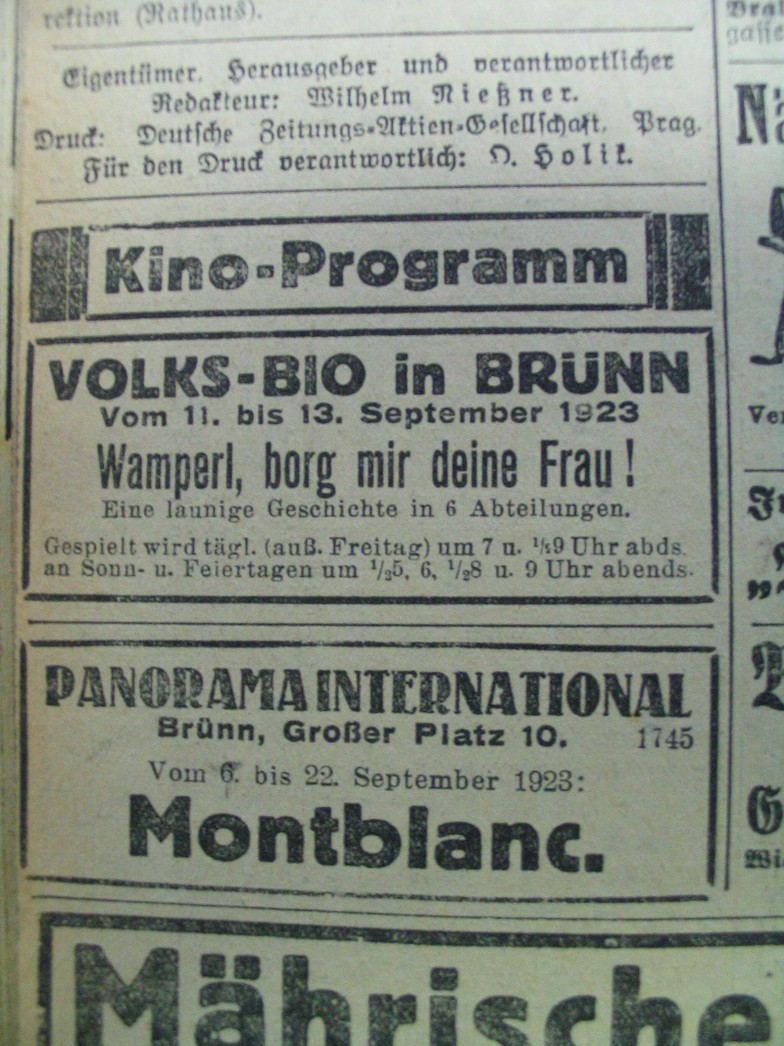 rektion (Rathaus).
Eigentümer, Herausgeber und verantwortlicher
Redakteur: Wilhelm Nießner.
Druck: Deutsche Zeitungs-Aktien-Gesellschaft, Prag.
Für den Druck verantwortlich: O. Holik.
Kino-Programm
VOLKS-BIO in BRÜNN
Vom 11. bis 13. September 1923
Wamperl, borg mir deine Frau!
Eine launige Geschichte in 6 Abteilungen.
Gespielt wird tägl. (auß. Freitag) um 7 u. ½9 Uhr abds.
an Sonn- u. Feiertagen um ½5, 6, ½8 u. 9 Uhr abends.
PANORAMA INTERNATIONAL
Brünn, Großer Platz 10. 1745
Vom 6. bis 22. September 1923:
Montblanc.
Mährische